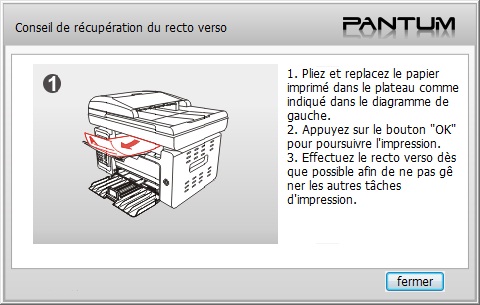 Conseil de récupération du recto verso
PANTUM
1
1. Pliez et replacez le papier
imprimé dans le plateau comme
indiqué dans le diagramme de
gauche.
2. Appuyez sur le bouton "OK"
pour poursuivre l'impression.
3. Effectuez le recto verso dès
que possible afin de ne pas gê
ner les autres tâches
d'impression.
fermer